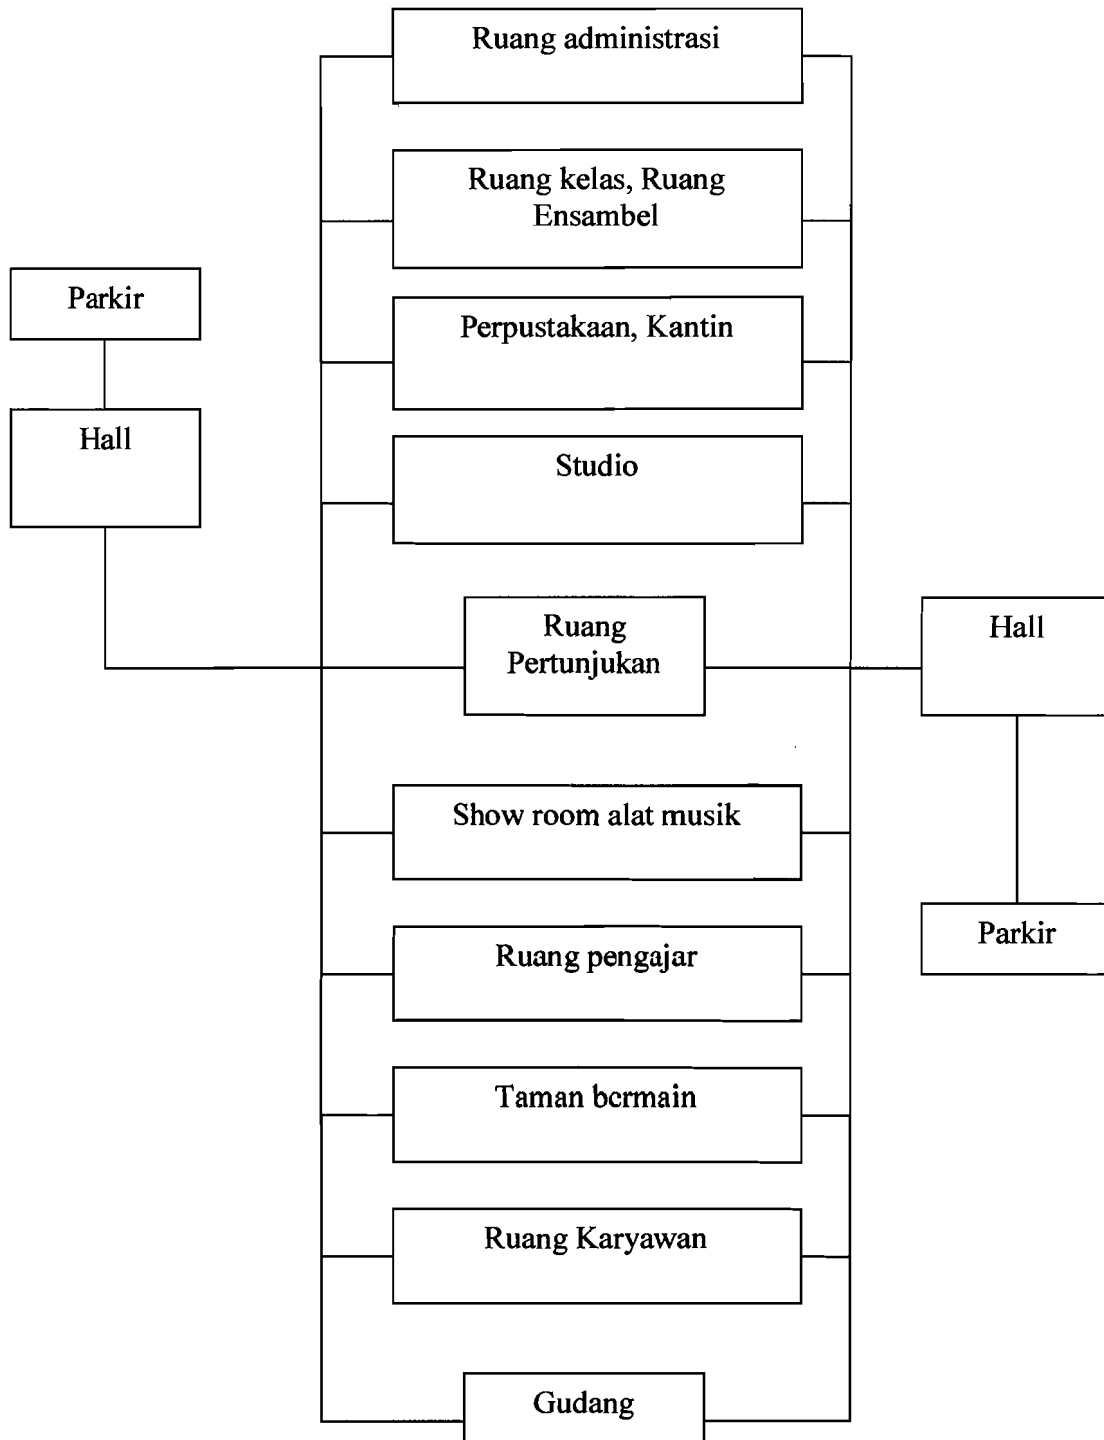 Ruang administrasi
Ruang kelas, Ruang
Ensambel
Parkir
Perpustakaan, Kantin
Hall
Studio
Ruang
Pertunjukan
Hall
Show room alat musik
Parkir
Ruang pengajar
Taman bermain
Ruang Karyawan
Gudang